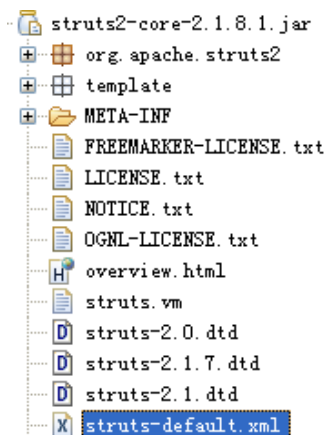 struts2-core-2.1.8.1.jar
org.apache.struts2
template
META-INF
FREEMARKER-LICENSE.txt
LICENSE.txt
NOTICE.txt
OGNL-LICENSE.txt
overview.html
struts.vm
struts-2.0.dtd
struts-2.1.7.dtd
struts-2.1.dtd
struts-default.xml